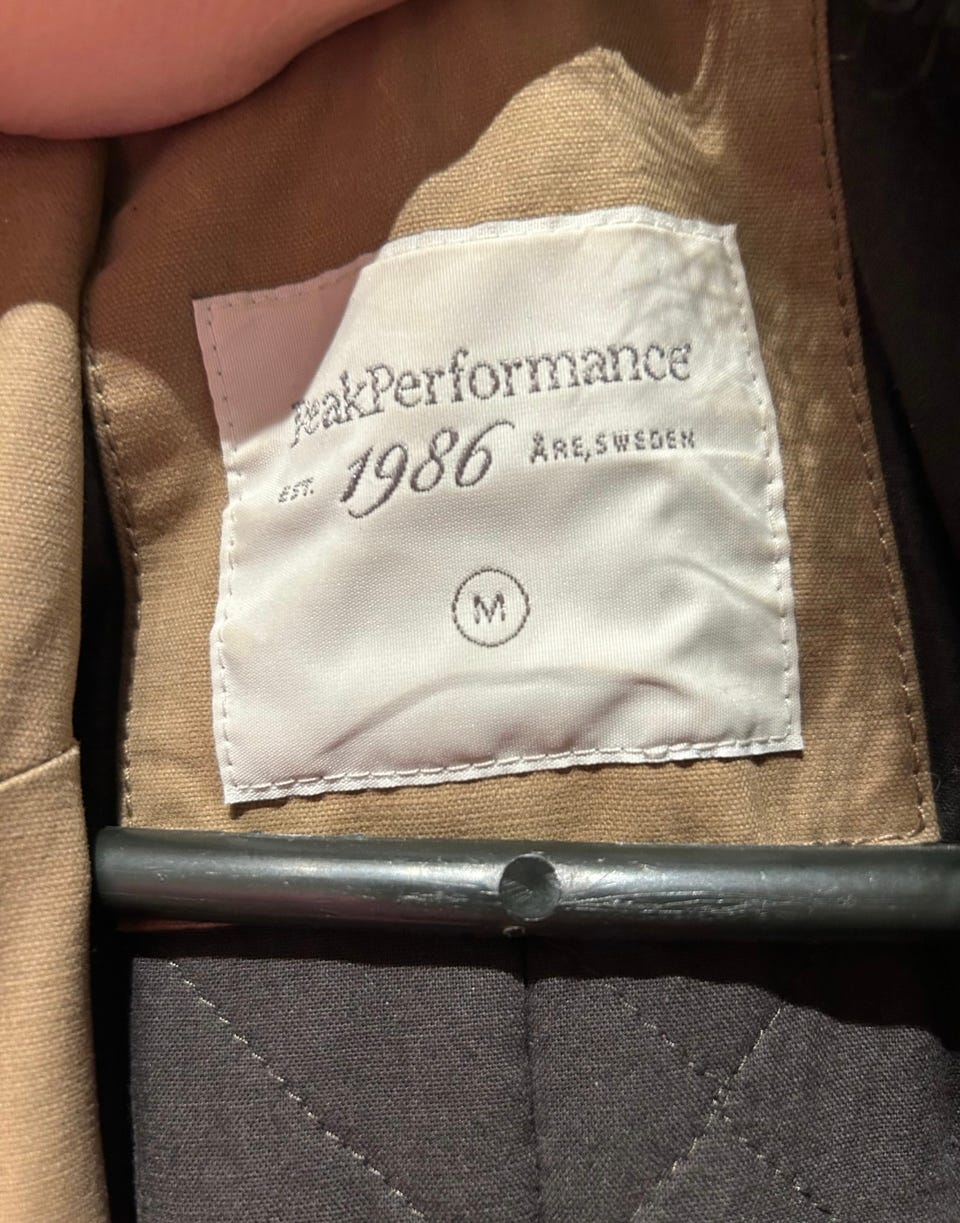 PeakPerformance
EST. 1986 ÅRE, SWEDEN
M